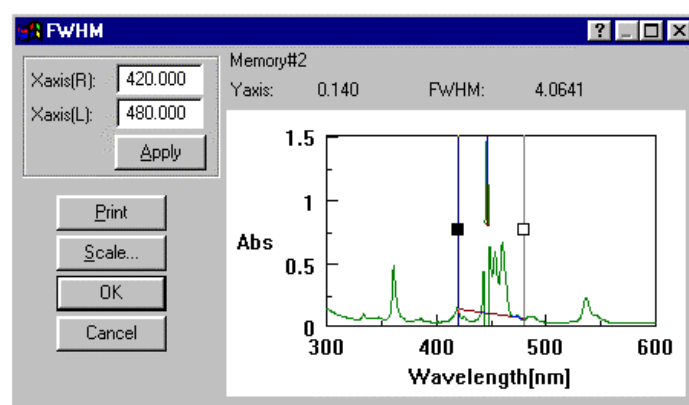 FWHM
Xaxis(R): 420.000
Xaxis(L): 480.000
Apply
Print
Scale...
OK
Cancel
Memory#2
Yaxis: 0.140 FWHM: 4.0641
1.5
1
Abs
0.5
0
300 400 500 600
Wavelength[nm]